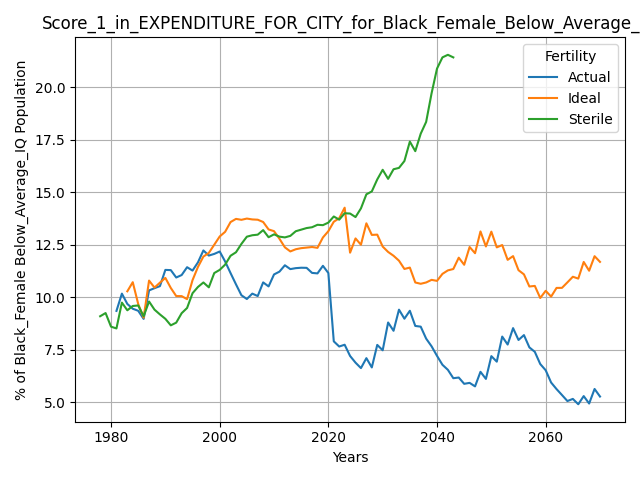 Score_1_in_EXPENDITURE_FOR_CITY_for_Black_Female_Below_Average_
Fertility
Actual
Ideal
Sterile
% of Black_Female Below_Average_IQ Population
20.0
17.5
15.0
12.5
10.0
7.5
5.0
1980
2000
2020
2040
2060
Years